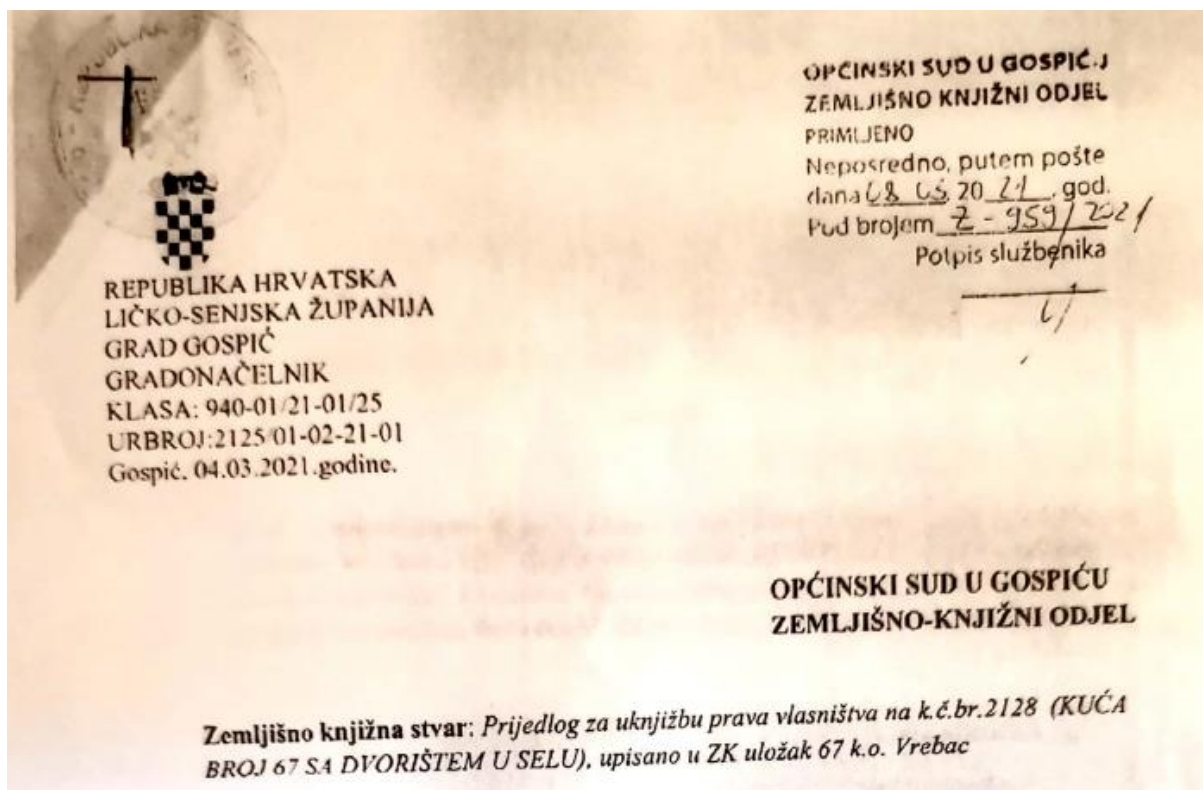 OPĆINSKI SUD U GOSPIĆU
ZEMLJIŠNO KNJIŽNI ODJEL
PRIMLJENO
Neposredno, putem pošte
dana 20 21 god.
Pod brojem Z - 959/2021
Potpis službenika
REPUBLIKA HRVATSKA
LIČKO-SENJSKA ŽUPANIJA
GRAD GOSPIĆ
GRADONAČELNIK
KLASA: 940-01/21-01/25
URBROJ:2125/01-02-21-01
Gospić. 04.03.2021.godine.
OPĆINSKI SUD U GOSPIĆU
ZEMLJIŠNO-KNJIŽNI ODJEL
Zemljišno knjižna stvar: Prijedlog za uknjižbu prava vlasništva na k.č.br.2128 (KUĆA
BROJ 67 SA DVORIŠTEM U SELU), upisano u ZK uložak 67 k.o. Vrebac